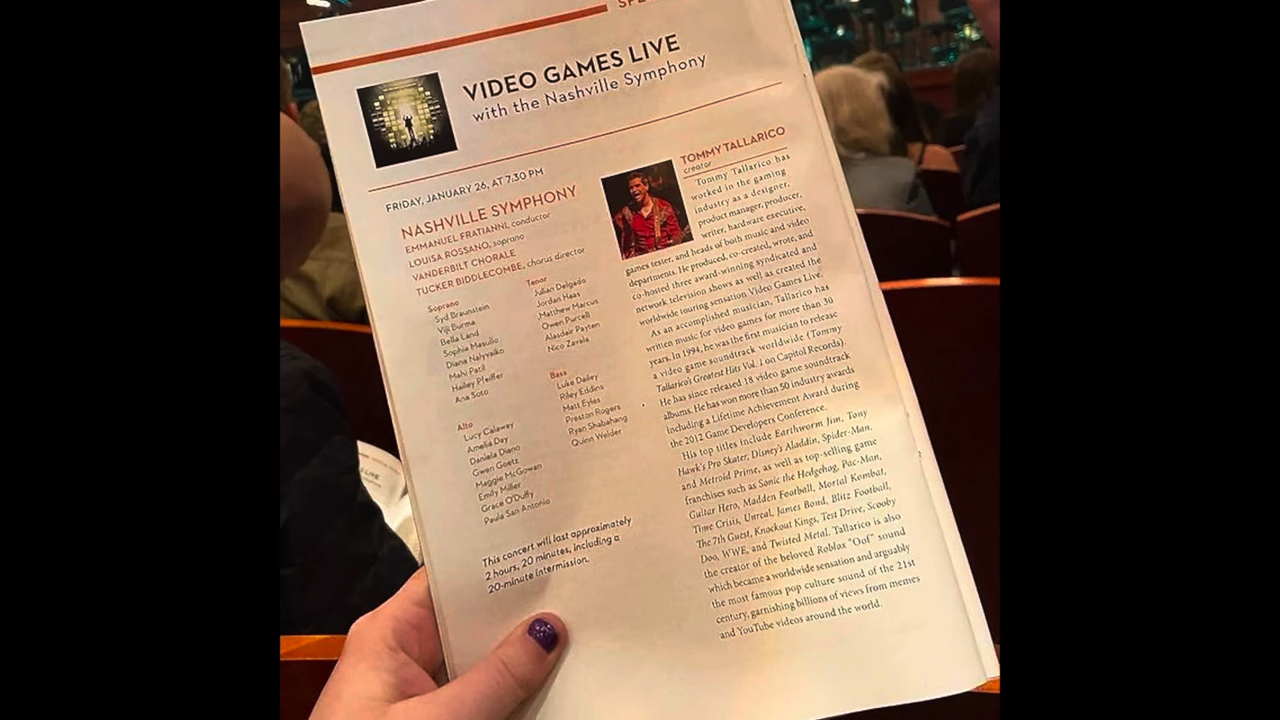 SPE
VIDEO GAMES LIVE
with the Nashville Symphony
FRIDAY, JANUARY 26, AT 7:30 PM
NASHVILLE SYMPHONY
EMMANUEL FRATIANNI, conductor
LOUISA ROSSANO, soprano
VANDERBILT CHORALE
TUCKER BIDDLECOMBE, chorus director
Soprano
Syd Braunstein
Viji Burma
Bella Land
Sophia Masullo
Diana Nalyvaiko
Mahi Patil
Hailey Pfeiffer
Ana Soto
Alto
Lucy Calaway
Amelia Day
Daniela Diano
Gwen Goetz
Maggie McGowan
Emily Miller
Grace O'Duffy
Paula San Antonio
Tenor
Julian Delgado
Jordan Haas
Matthew Marcus
Owen Purcell
Alasdair Payten
Nico Zavala
Bass
Luke Dailey
Riley Eddins
Matt Eyles
Preston Rogers
Ryan Shabahang
Quinn Welder
This concert will last approximately
2 hours, 20 minutes, including a
20-minute intermission.
TOMMY TALLARICO
creator
Tommy Tallarico has
worked in the gaming
industry as a designer,
product manager, producer,
writer, hardware executive,
games tester, and heads of both music and video
departments. He produced, co-created, wrote, and
co-hosted three award-winning syndicated and
network television shows as well as created the
worldwide touring sensation Video Games Live.
As an accomplished musician, Tallarico has
written music for video games for more than 30
years. In 1994, he was the first musician to release
a video game soundtrack worldwide (Tommy
Tallarico's Greatest Hits Vol. 1 on Capitol Records).
He has since released 18 video game soundtrack
albums. He has won more than 50 industry awards
including a Lifetime Achievement Award during
the 2012 Game Developers Conference.
His top titles include Earthworm Jim, Tony
Hawk's Pro Skater, Disney's Aladdin, Spider-Man,
and Metroid Prime, as well as top-selling game
franchises such as Sonic the Hedgehog, Pac-Man,
Guitar Hero, Madden Football, Mortal Kombat,
Time Crisis, Unreal, James Bond, Blitz Football,
The 7th Guest, Knockout Kings, Test Drive, Scooby
Doo, WWE, and Twisted Metal. Tallarico is also
the creator of the beloved Roblox "Oof" sound
which became a worldwide sensation and arguably
the most famous pop culture sound of the 21st
century, garnishing billions of views from memes
and YouTube videos around the world.